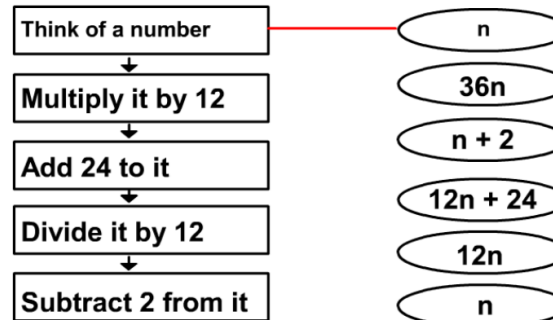 Think of a number
n
Multiply it by 12
36n
Add 24 to it
n + 2
Divide it by 12
12n + 24
Subtract 2 from it
12n
n